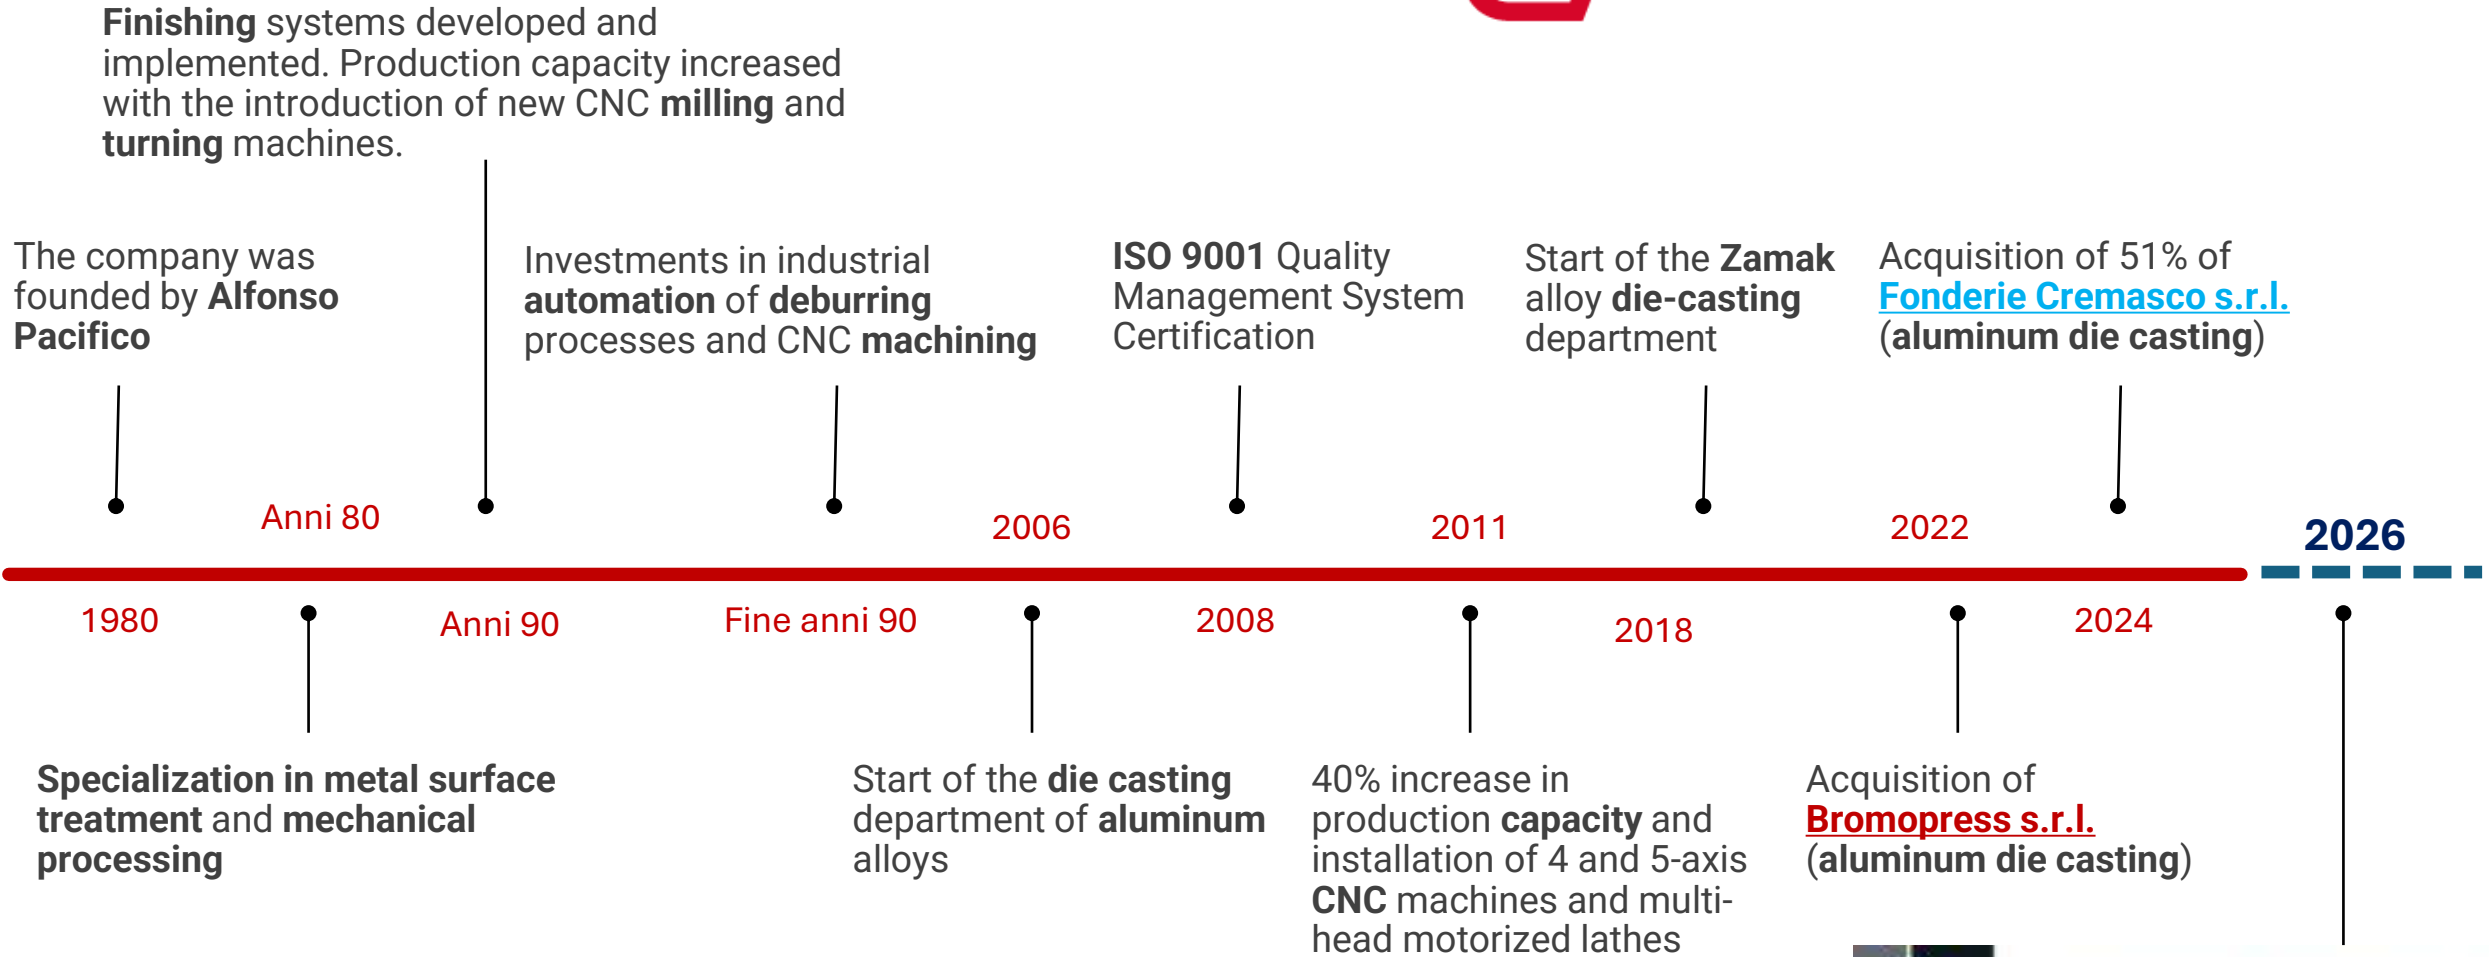 Finishing systems developed and
implemented. Production capacity increased
with the introduction of new CNC milling and
turning machines.
The company was
founded by Alfonso
Pacifico
Investments in industrial
automation of deburring
processes and CNC machining
ISO 9001 Quality
Management System
Certification
Start of the Zamak
alloy die-casting
department
Acquisition of 51% of
Fonderie Cremasco s.r.l.
(aluminum die casting)
Anni 80
2006
2011
2022
2026
1980
Anni 90
Fine anni 90
2008
2018
2024
Specialization in metal surface
treatment and mechanical
processing
Start of the die casting
department of aluminum
alloys
40% increase in
production capacity and
installation of 4 and 5-axis
CNC machines and multi-
head motorized lathes
Acquisition of
Bromopress s.r.l.
(aluminum die casting)